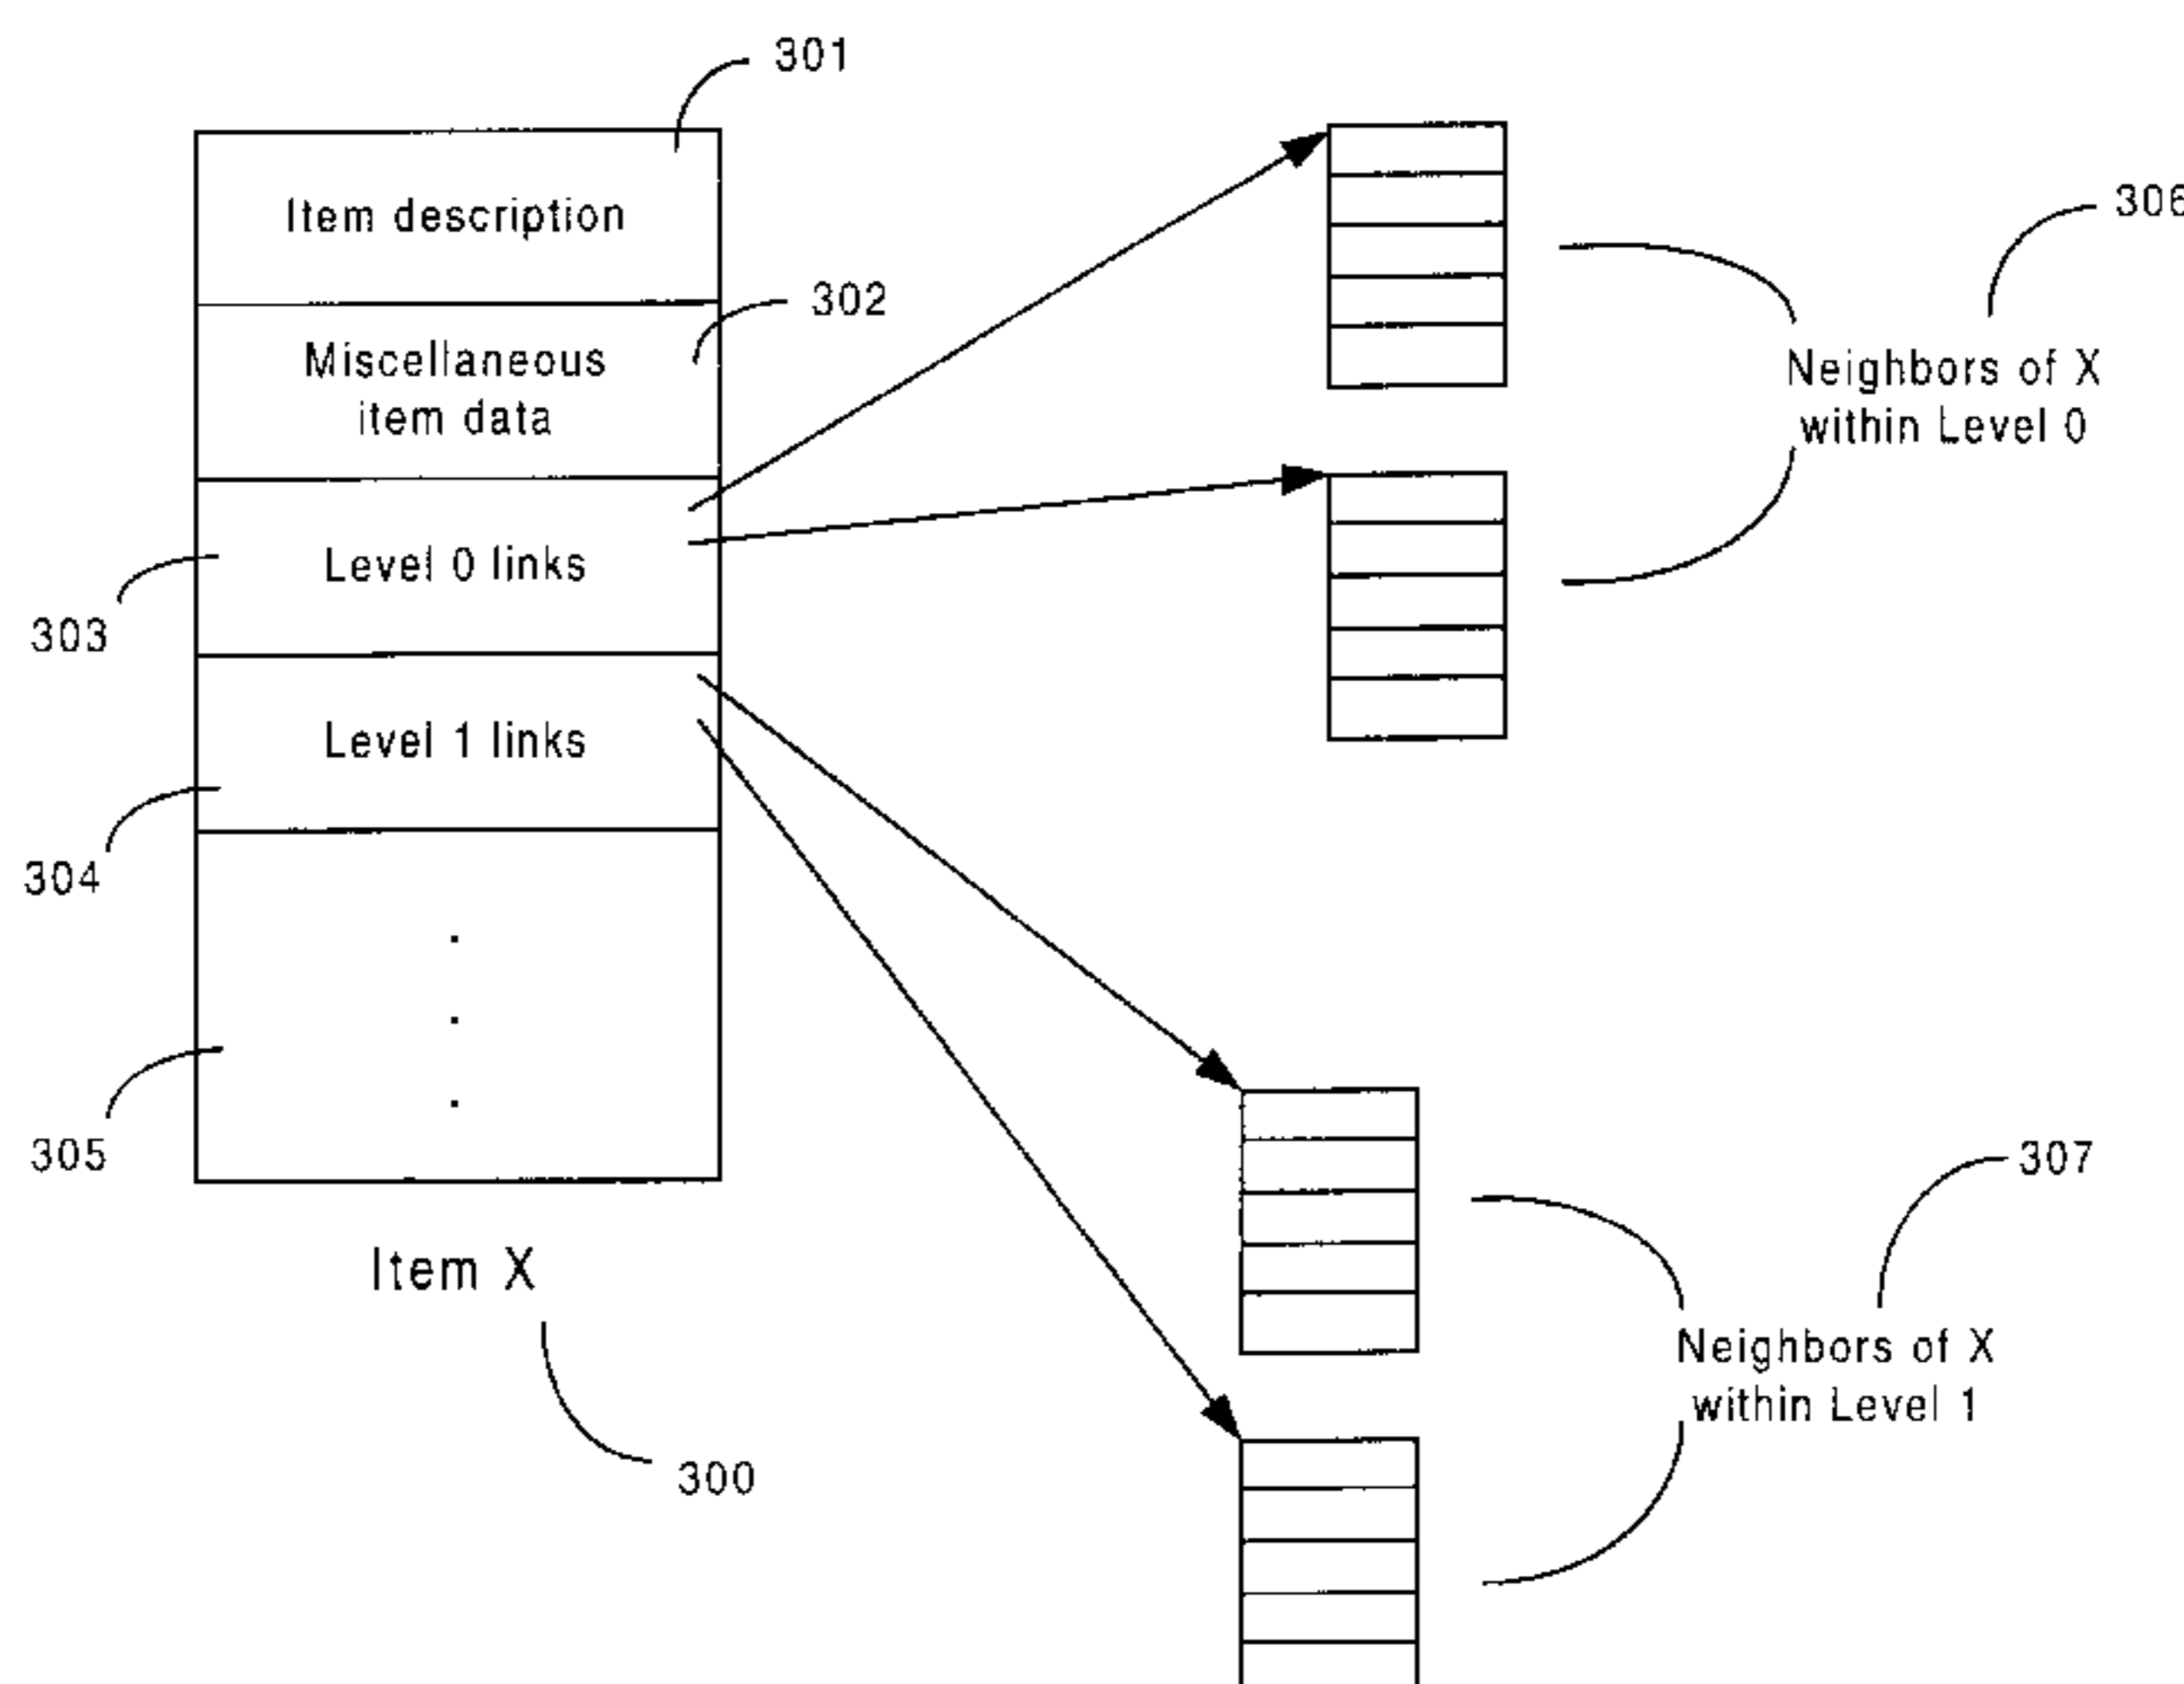 301
Item description
302
Miscellaneous
item data
306
Neighbors of X
within Level 0
Level 0 links
303
Level 1 links
304
.
.
.
305
307
Item X
Neighbors of X
within Level 1
300